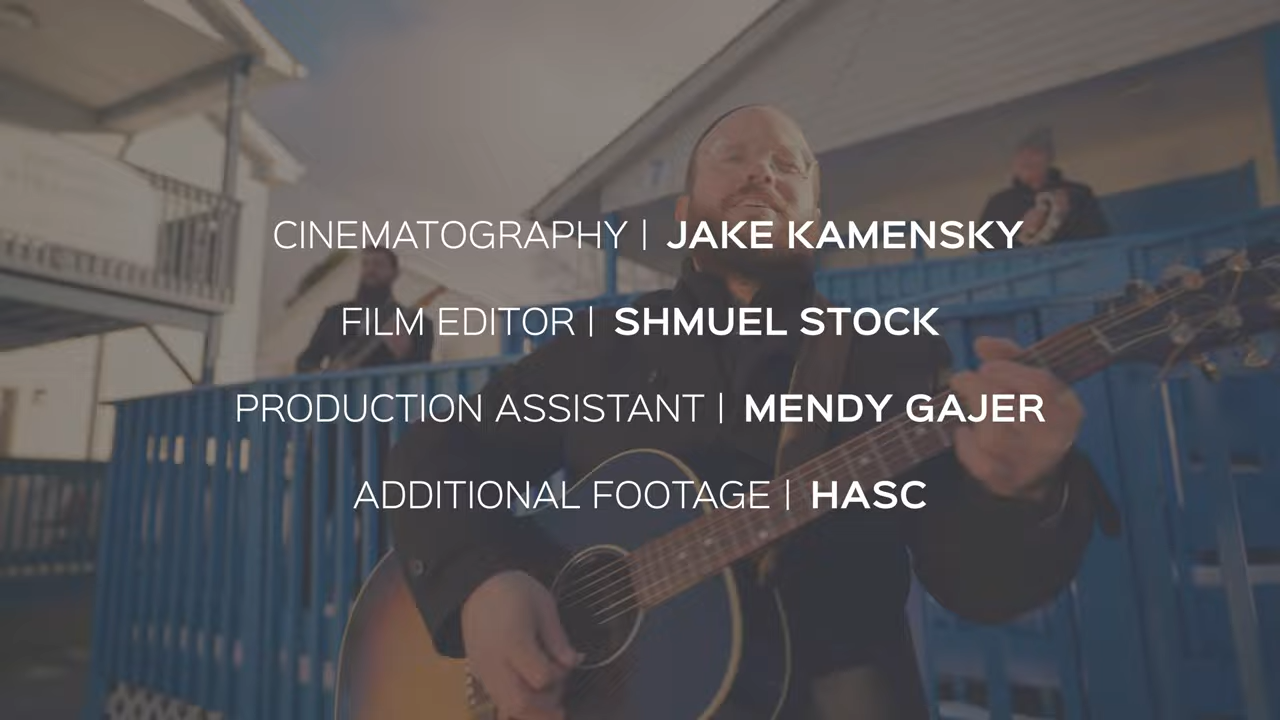 CINEMATOGRAPHY | JAKE KAMENSKY
FILM EDITOR | SHMUEL STOCK
PRODUCTION ASSISTANT | MENDY GAJER
ADDITIONAL FOOTAGE | HASC